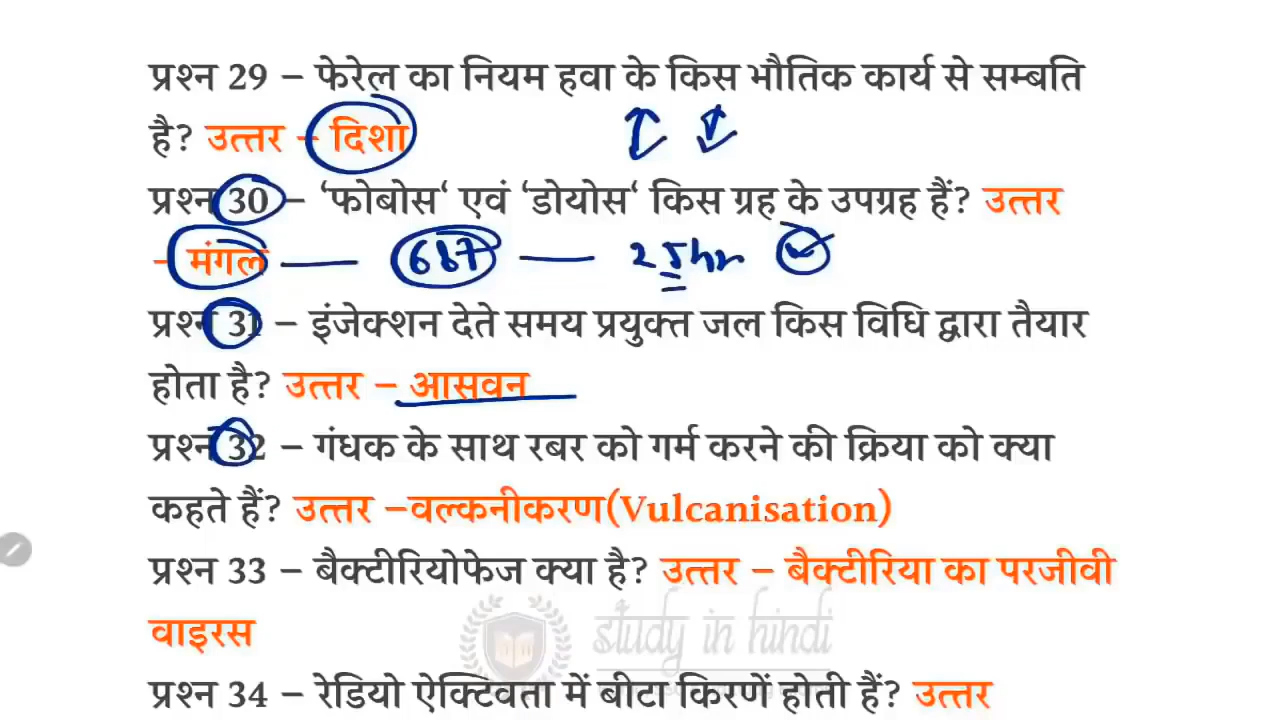 प्रश्न 29 – फेरेल का नियम हवा के किस भौतिक कार्य से सम्बति
है? उत्तर – दिशा
प्रश्न 30 – ‘फोबोस‘ एवं ‘डोयोस‘ किस ग्रह के उपग्रह हैं? उत्तर
– मंगल — 687 — 25hr
प्रश्न 31 – इंजेक्शन देते समय प्रयुक्त जल किस विधि द्वारा तैयार
होता है? उत्तर – आसवन
प्रश्न 32 – गंधक के साथ रबर को गर्म करने की क्रिया को क्या
कहते हैं? उत्तर –वल्कनीकरण(Vulcanisation)
प्रश्न 33 – बैक्टीरियोफेज क्या है? उत्तर – बैक्टीरिया का परजीवी
वाइरस
study in hindi
प्रश्न 34 – रेडियो ऐक्टिवता में बीटा किरणें होती हैं? उत्तर